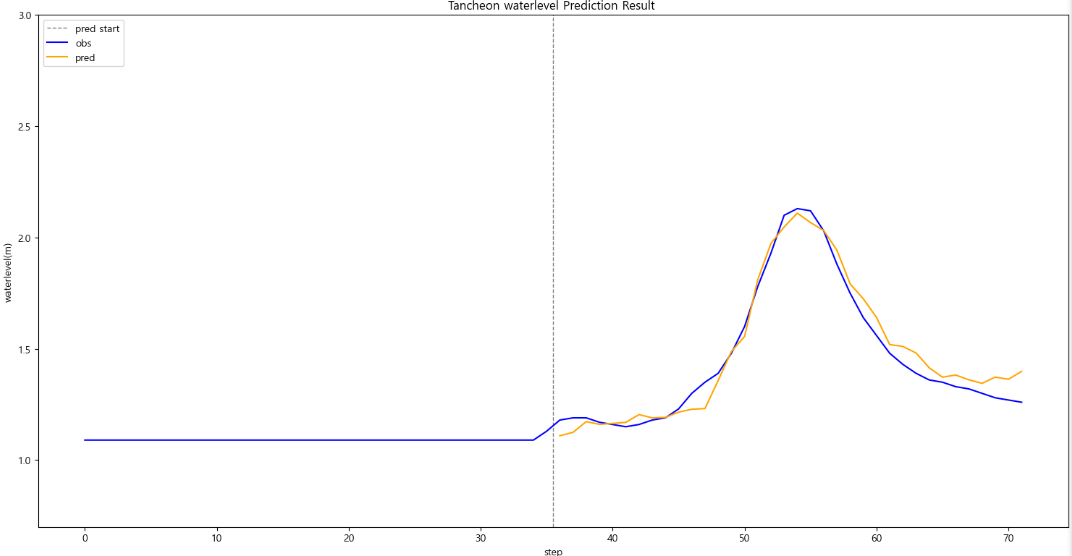 Tancheon waterlevel Prediction Result
pred start
obs
pred
3.0
2.5
2.0
1.5
1.0
waterlevel(m)
0 10 20 30 40 50 60 70
step